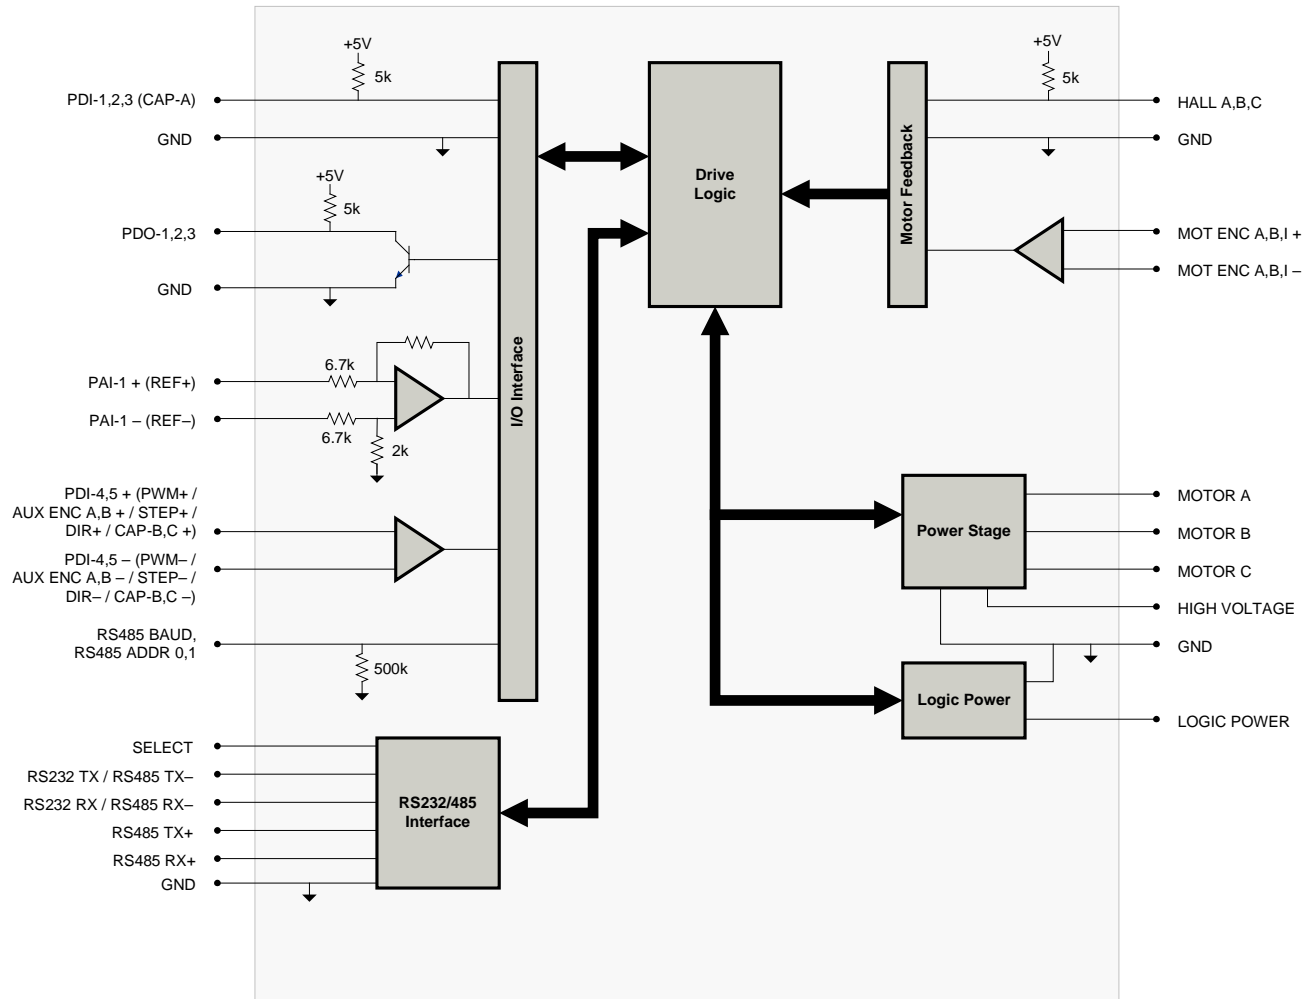 +5V
5k
PDI-1,2,3 (CAP-A)
GND
+5V
5k
PDO-1,2,3
GND
6.7k
PAI-1 + (REF+)
PAI-1 – (REF–)
6.7k
2k
PDI-4,5 + (PWM+ /
AUX ENC A,B + / STEP+ /
DIR+ / CAP-B,C +)
PDI-4,5 – (PWM– /
AUX ENC A,B – / STEP– /
DIR– / CAP-B,C –)
RS485 BAUD,
RS485 ADDR 0,1
500k
I/O Interface
SELECT
RS232 TX / RS485 TX–
RS232 RX / RS485 RX–
RS485 TX+
RS485 RX+
GND
RS232/485
Interface
Drive
Logic
Motor Feedback
+5V
5k
HALL A,B,C
GND
MOT ENC A,B,I +
MOT ENC A,B,I –
Power Stage
MOTOR A
MOTOR B
MOTOR C
HIGH VOLTAGE
GND
Logic Power
LOGIC POWER